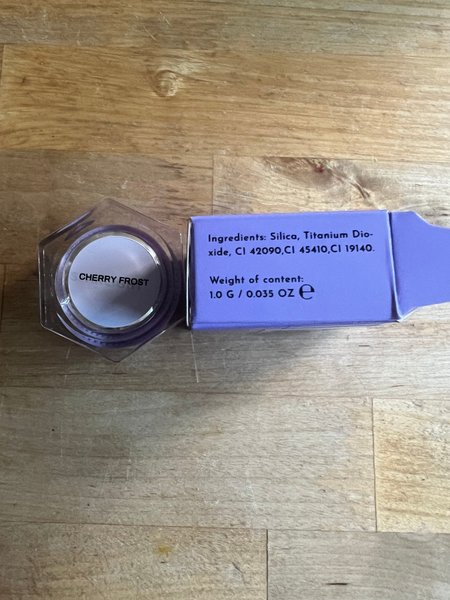 CHERRY FROST
Ingredients: Silica, Titanium Dio-
xide, CI 42090,CI 45410,CI 19140.
Weight of content:
1.0 G / 0.035 OZ ℮